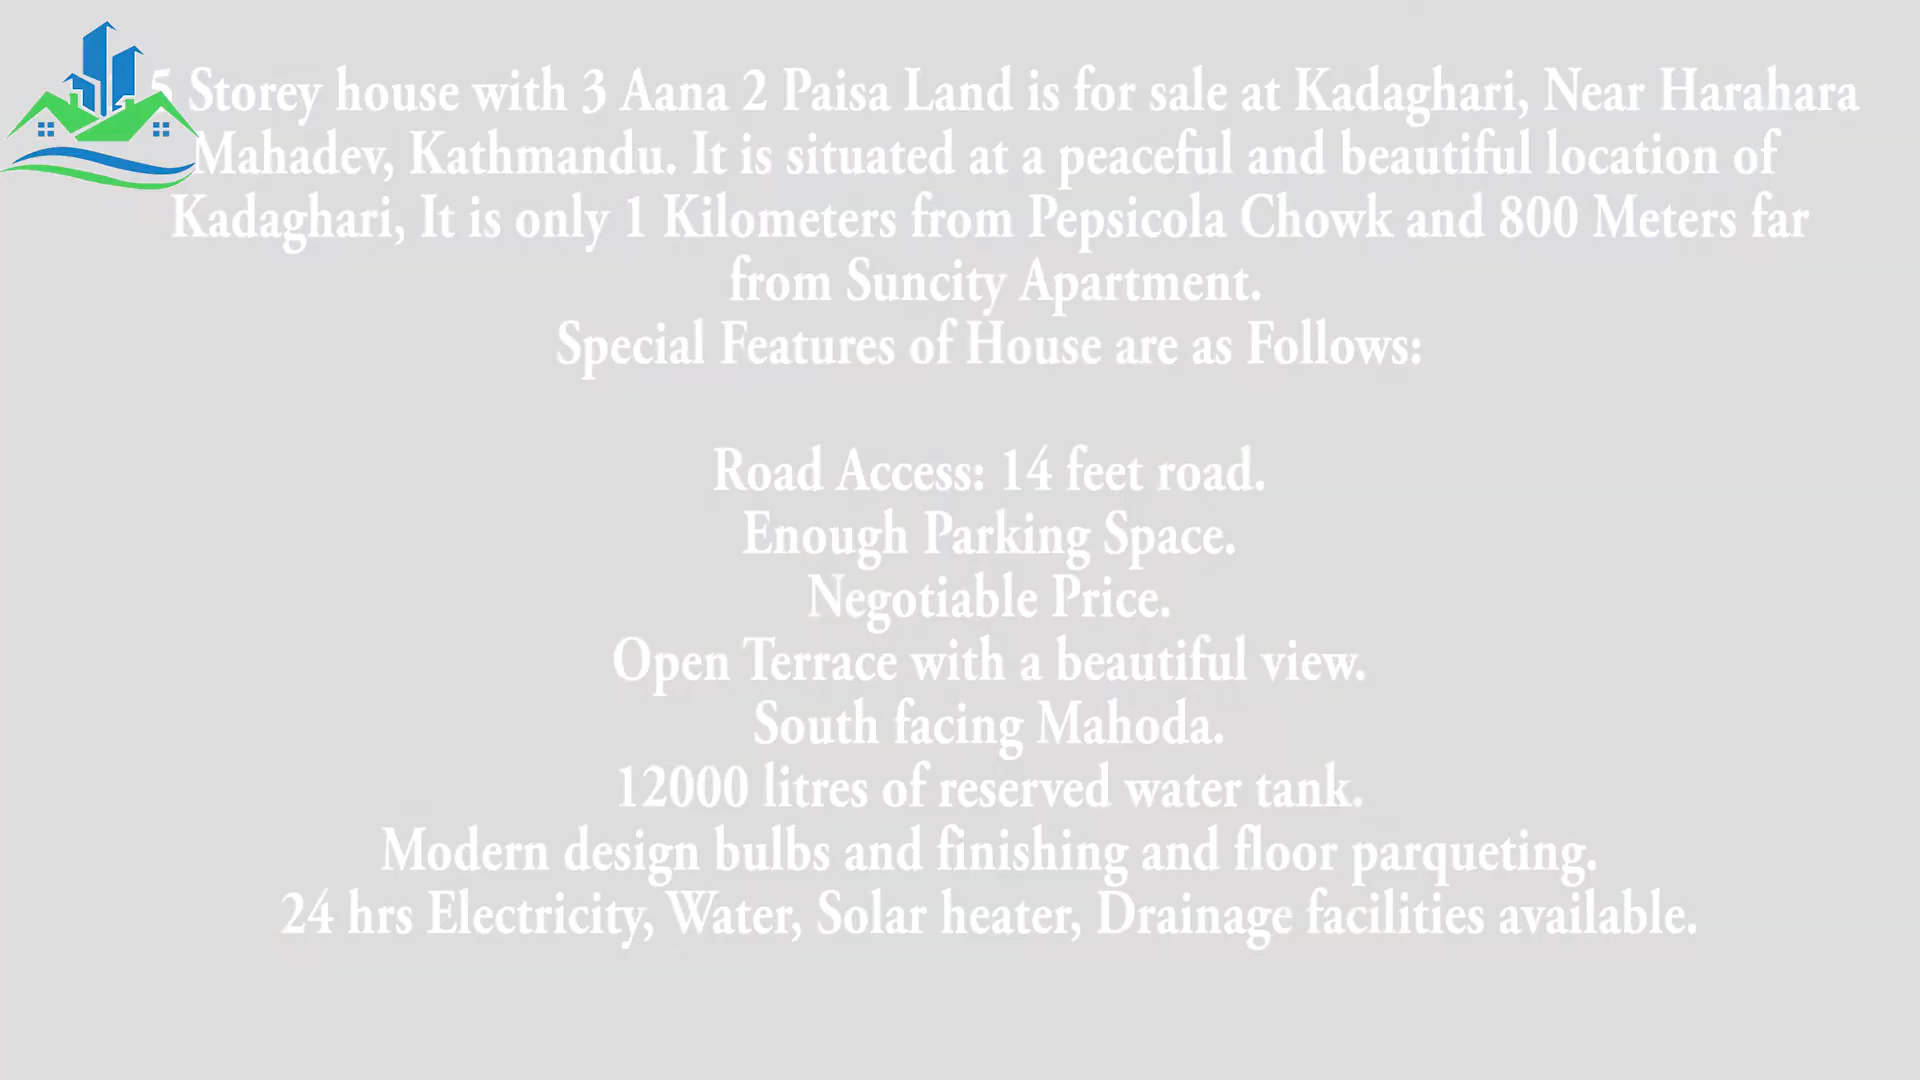 5 Storey house with 3 Aana 2 Paisa Land is for sale at Kadaghari, Near Harahara
Mahadev, Kathmandu. It is situated at a peaceful and beautiful location of
Kadaghari, It is only 1 Kilometers from Pepsicola Chowk and 800 Meters far
from Suncity Apartment.
Special Features of House are as Follows:
Road Access: 14 feet road.
Enough Parking Space.
Negotiable Price.
Open Terrace with a beautiful view.
South facing Mahoda.
12000 litres of reserved water tank.
Modern design bulbs and finishing and floor parqueting.
24 hrs Electricity, Water, Solar heater, Drainage facilities available.